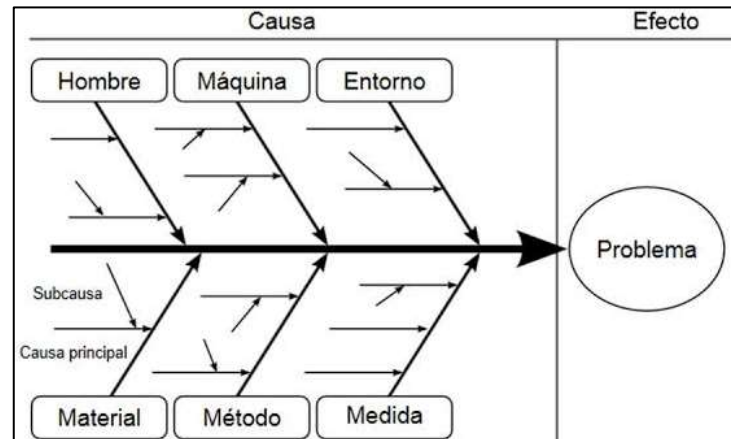 Causa
Efecto
Hombre
Máquina
Entorno
Problema
Subcausa
Causa principal
Material
Método
Medida